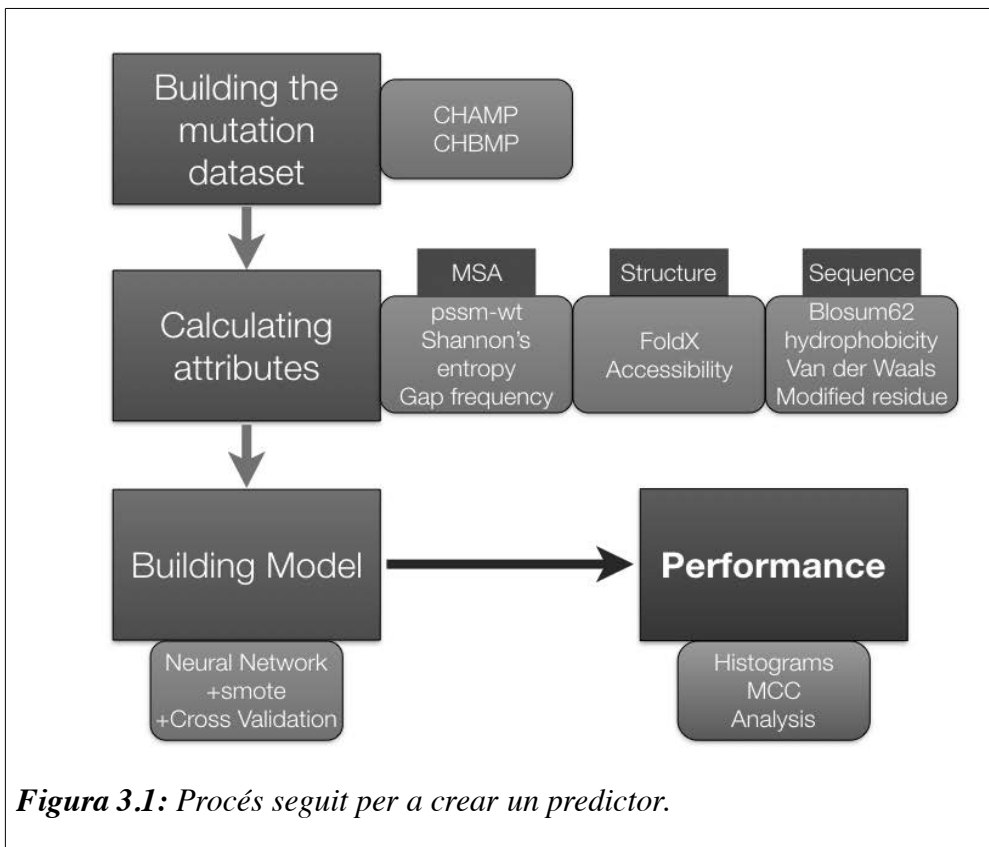 Building the
mutation
dataset
CHAMP
CHBMP
Calculating
attributes
MSA
pssm-wt
Shannon's
entropy
Gap frequency
Structure
FoldX
Accessibility
Sequence
Blosum62
hydrophobicity
Van der Waals
Modified residue
Building Model
Neural Network
+smote
+Cross Validation
Performance
Histograms
MCC
Analysis
Figura 3.1: Procés seguit per a crear un predictor.